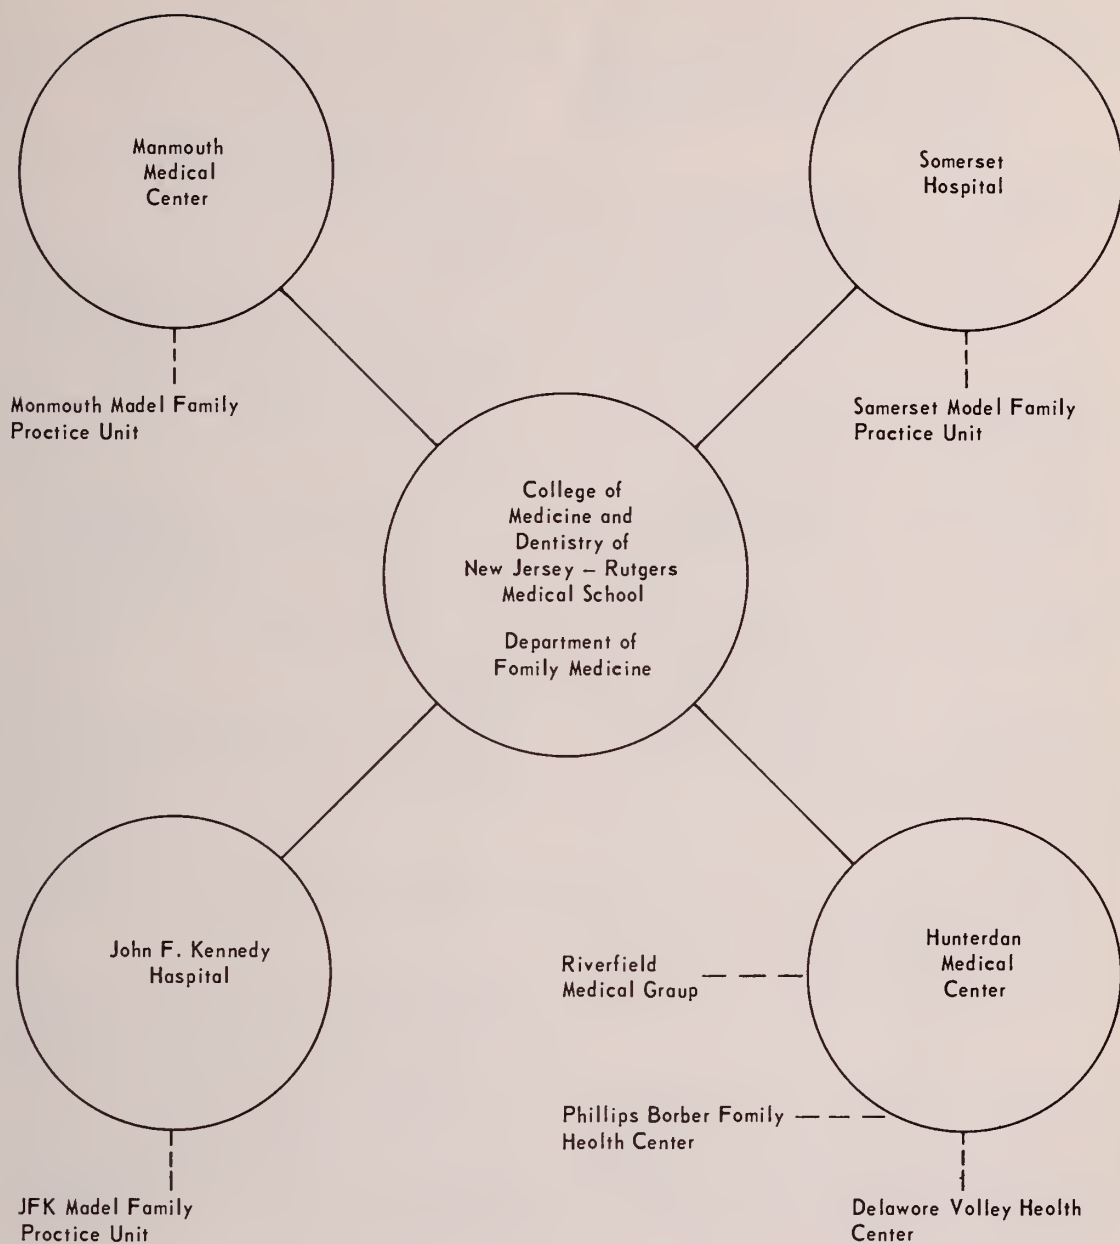 Manmouth
Medical
Center
Somerset
Hospital
Monmouth Madel Family
Proctice Unit
Samerset Model Family
Practice Unit
College of
Medicine and
Dentistry of
New Jersey – Rutgers
Medical School
Department of
Fomily Medicine
John F. Kennedy
Haspital
Hunterdan
Medical
Center
Riverfield
Medical Graup
Phillips Borber Fomily
Heolth Center
JFK Madel Family
Proctice Unit
Delawore Volley Heolth
Center